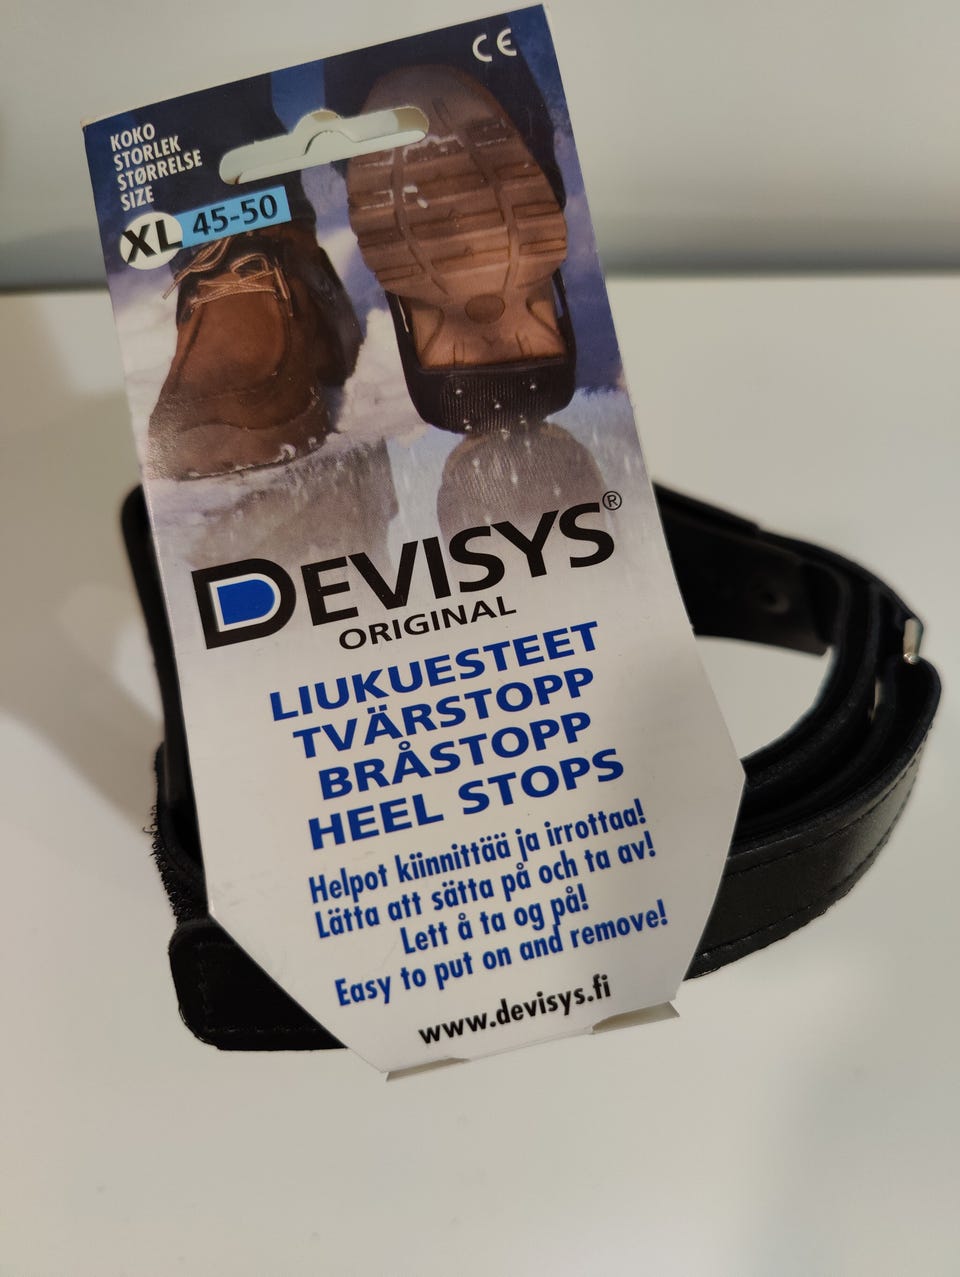 CE
KOKO
STORLEK
STØRRELSE
SIZE
XL 45-50
DEVISYS®
ORIGINAL
LIUKUESTEET
TVÄRSTOPP
BRÅSTOPP
HEEL STOPS
Helpot kiinnittää ja irrottaa!
Lätta att sätta på och ta av!
Lett å ta og på!
Easy to put on and remove!
www.devisys.fi